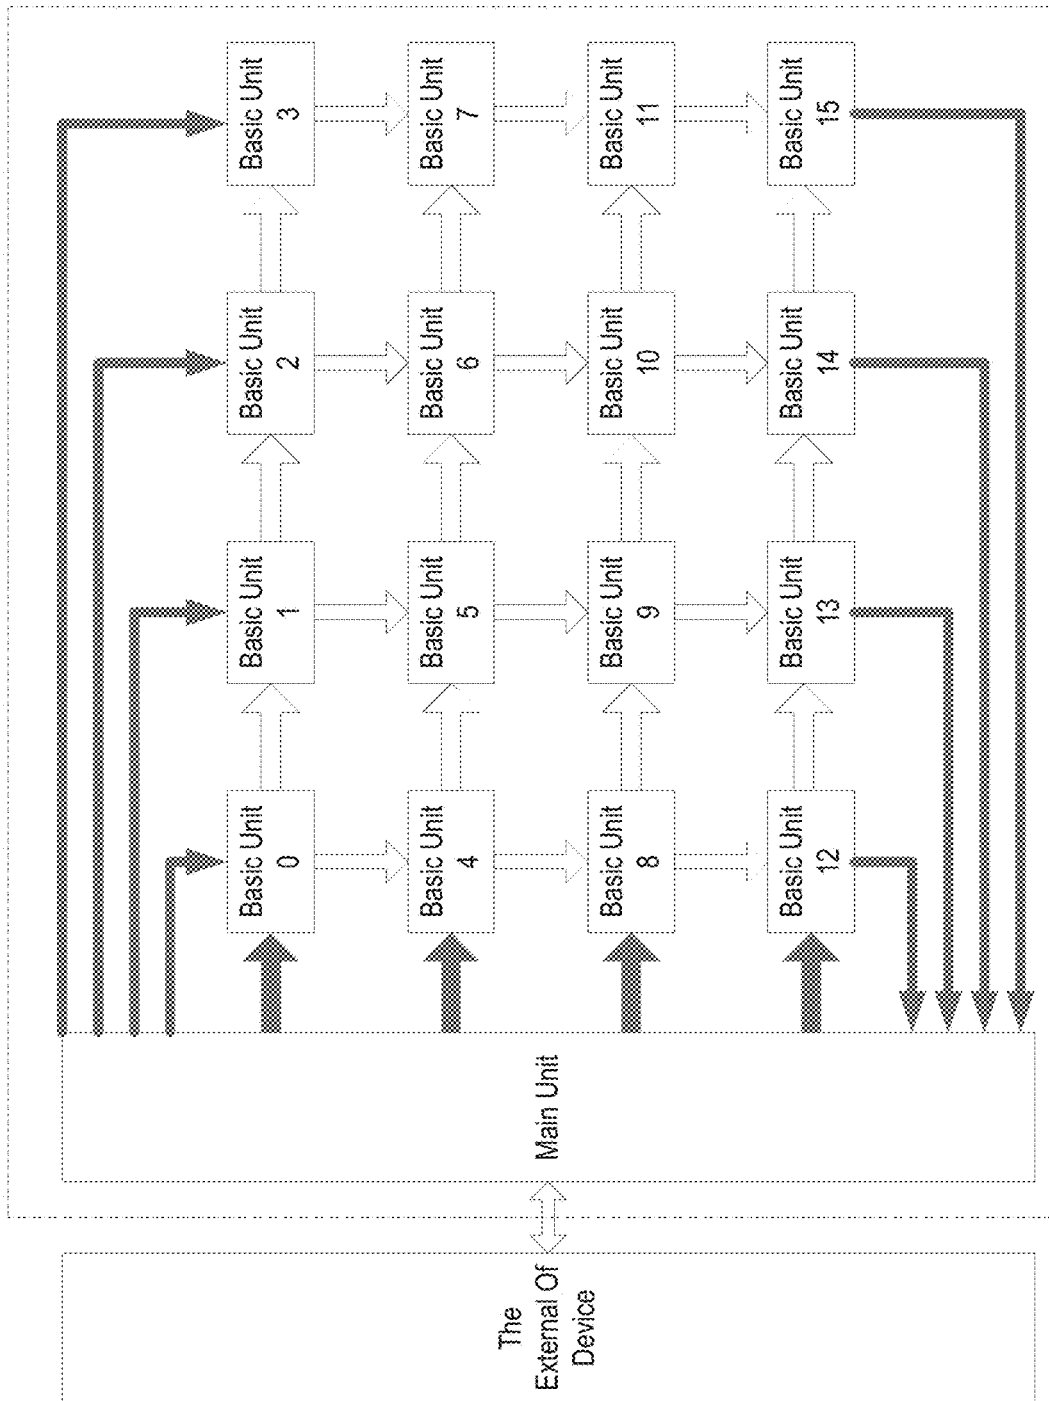 The
External Of
Device
Main Unit
Basic Unit
0
Basic Unit
1
Basic Unit
2
Basic Unit
3
Basic Unit
4
Basic Unit
5
Basic Unit
6
Basic Unit
7
Basic Unit
8
Basic Unit
9
Basic Unit
10
Basic Unit
11
Basic Unit
12
Basic Unit
13
Basic Unit
14
Basic Unit
15